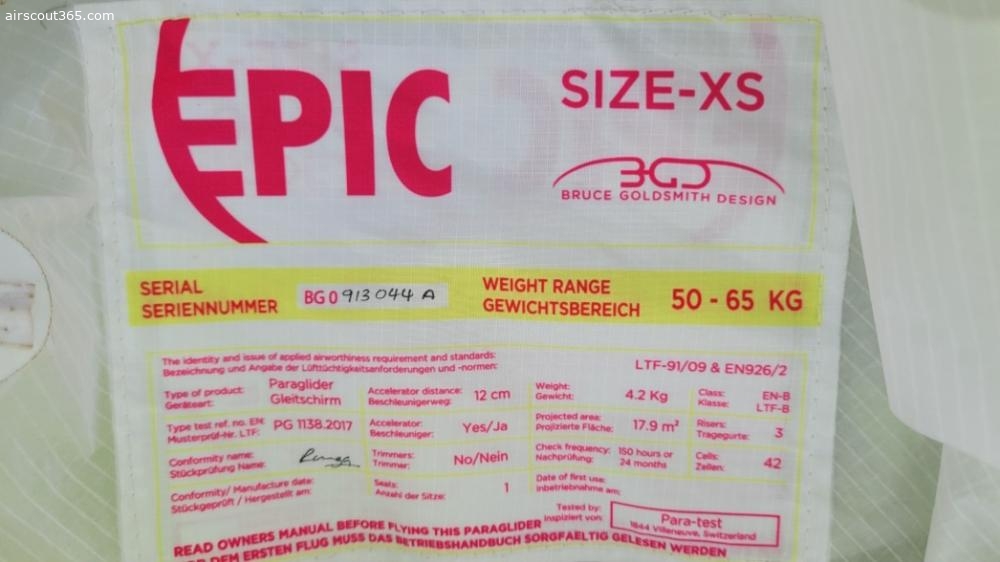 airscout365.com
EPIC
SIZE-XS
BGD
BRUCE GOLDSMITH DESIGN
SERIAL
SERIENNUMMER
BG0 913044 A
WEIGHT RANGE
GEWICHTSBEREICH
50 - 65 KG
The identity and issue of applied airworthiness requirement and standards:
Bezeichnung und Angabe der Lüfttüchtigkeitsanforderungen und -normen:
LTF-91/09 & EN926/2
Type of product:
Geräteart:
Paraglider
Gleitschirm
Accelerator distance:
Beschleunigerweg:
12 cm
Weight:
Gewicht:
4.2 Kg
Class:
Klasse:
EN-B
LTF-B
Type test ref. no. EN:
Musterprüf-Nr. LTF:
PG 1138.2017
Accelerator:
Beschleuniger:
Yes/Ja
Projected area:
Projizierte Fläche:
17.9 m²
Risers:
Tragegurte:
3
Conformity name:
Stückprüfung Name:
Trimmers:
Trimmer:
No/Nein
Check frequency:
Nachprüfung:
150 hours or
24 months
Cells:
Zellen:
42
Conformity/ Manufacture date:
Stückgeprüft / Hergestellt am:
Seats:
Anzahl der Sitze:
1
Date of first use:
Inbetriebnahme am:
Tested by:
Inspiziert von:
Para-test
1844 Villeneuve, Switzerland
READ OWNERS MANUAL BEFORE FLYING THIS PARAGLIDER
DEM ERSTEN FLUG MUSS DAS BETRIEBSHANDBUCH SORGFAELTIG GELESEN WERDEN